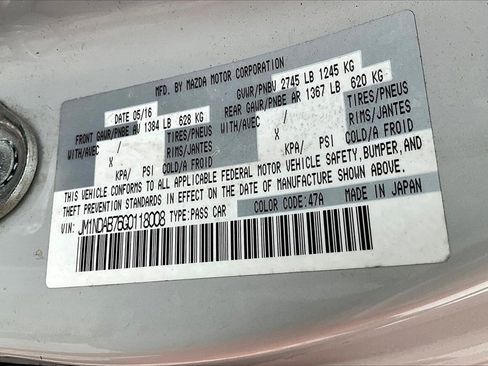 MFD. BY MAZDA MOTOR CORPORATION
DATE 05/16 GVWR/PNBV 2745 LB 1245 KG
FRONT GAWR/PNBE AV 1384 LB 628 KG REAR GAWR/PNBE AR 1367 LB 620 KG
WITH/AVEC / TIRES/PNEUS WITH/AVEC / TIRES/PNEUS
X RIMS/JANTES X RIMS/JANTES
KPA/ PSI COLD/A FROID KPA/ PSI COLD/A FROID
THIS VEHICLE CONFORMS TO ALL APPLICABLE FEDERAL MOTOR VEHICLE SAFETY, BUMPER, AND
THEFT PREVENTION STANDARDS IN EFFECT ON THE DATE OF MANUFACTURE SHOWN ABOVE.
VIN: JM1NDAB76G0118008 TYPE: PASS CAR COLOR CODE: 47A MADE IN JAPAN